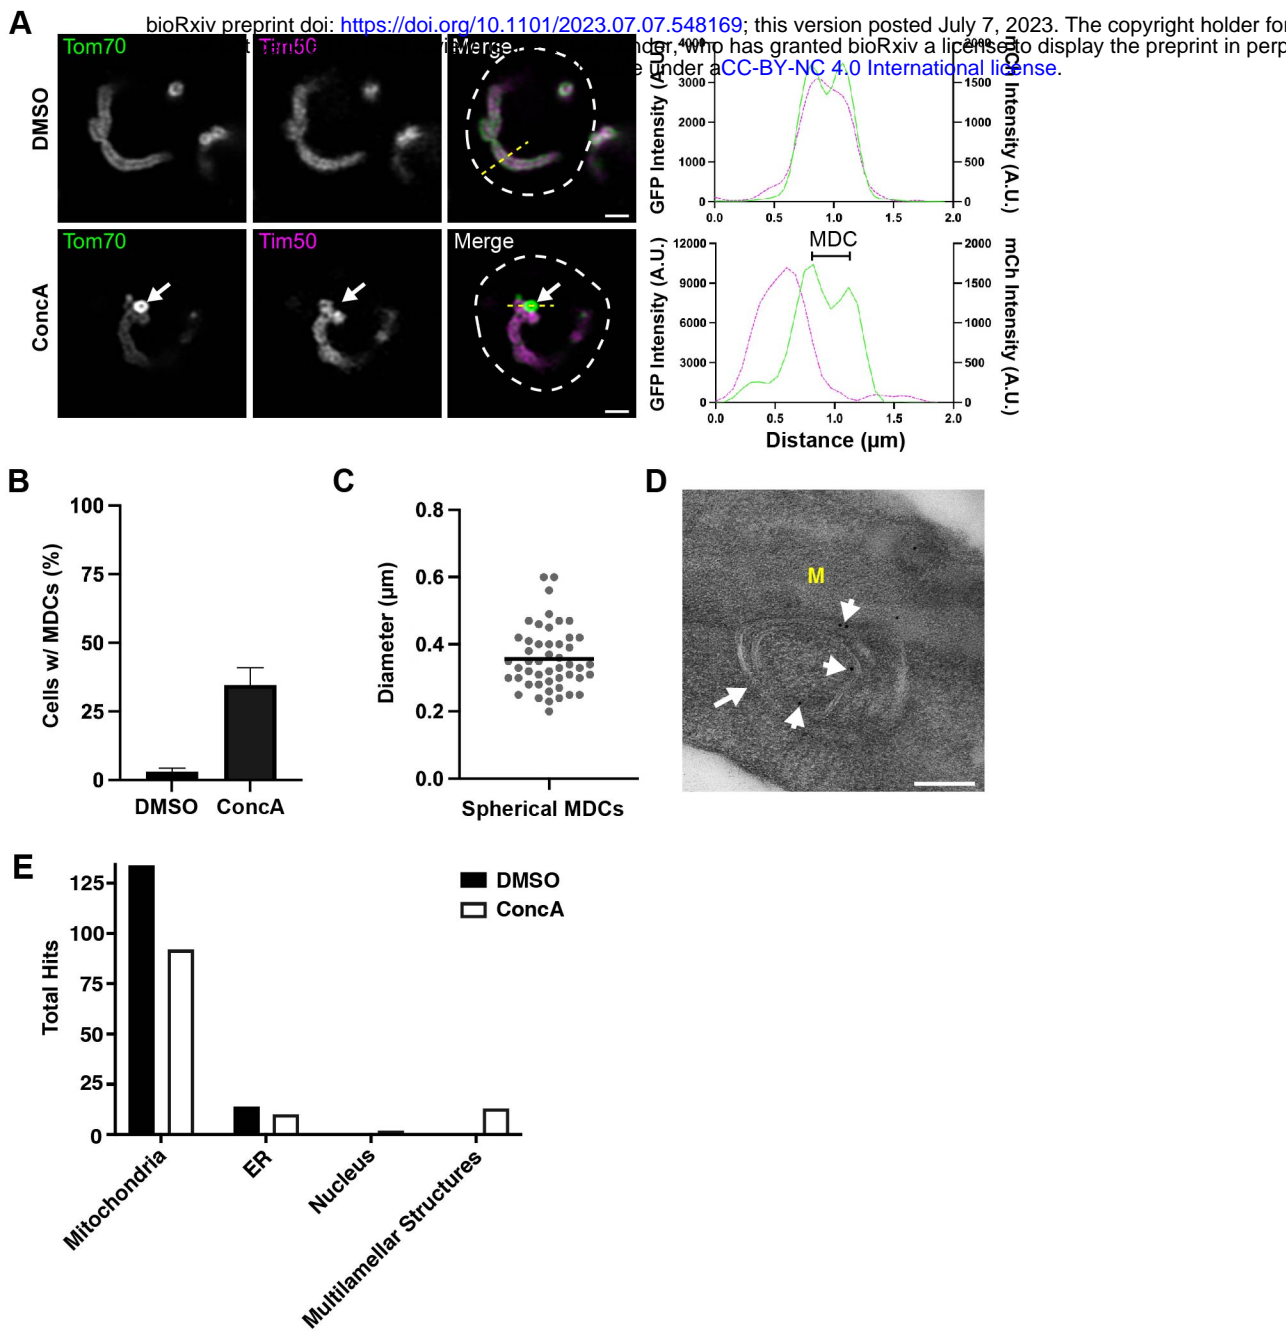 bioRxiv preprint doi: https://doi.org/10.1101/2023.07.07.548169; this version posted July 7, 2023. The copyright holder for
who has granted bioRxiv a license to display the preprint in perp
under aCC-BY-NC 4.0 International license.
A
Tom70
Tim50
Merge
DMSO
GFP Intensity (A.U.)
4000
3000
2000
1000
0
2000
1500
1000
500
0
mCh Intensity (A.U.)
0.0 0.5 1.0 1.5 2.0
Tom70
Tim50
Merge
ConcA
MDC
GFP Intensity (A.U.)
12000
9000
6000
3000
0
2000
1500
1000
500
0
mCh Intensity (A.U.)
0.0 0.5 1.0 1.5 2.0
Distance (μm)
B
Cells w/ MDCs (%)
100
75
50
25
0
DMSO ConcA
C
Diameter (μm)
0.8
0.6
0.4
0.2
0.0
Spherical MDCs
D
M
E
Total Hits
125
100
75
50
25
0
DMSO
ConcA
Mitochondria
ER
Nucleus
Multilamellar Structures